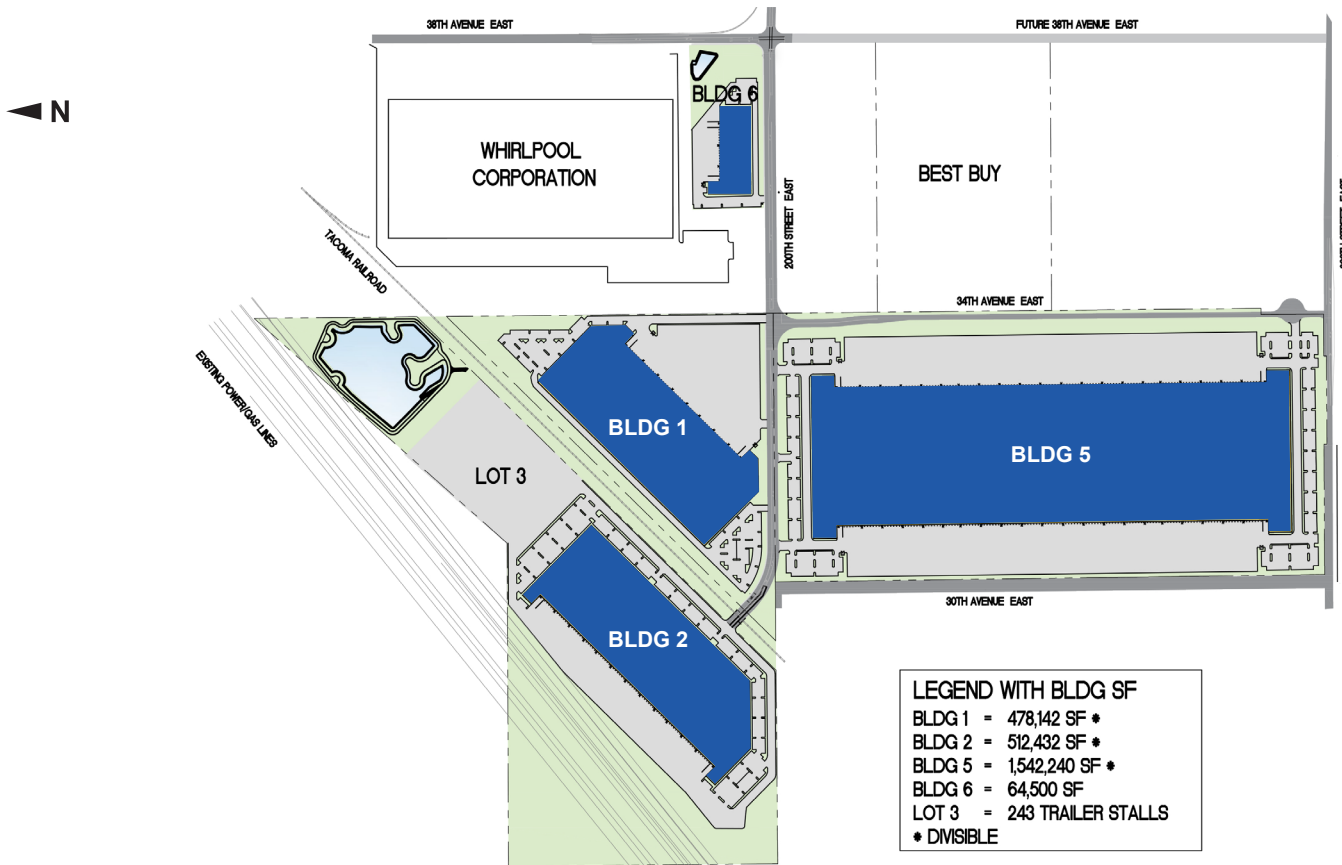 38TH AVENUE EAST
FUTURE 38TH AVENUE EAST
N
BLDG 6
WHIRLPOOL
CORPORATION
BEST BUY
200TH STREET EAST
TACOMA RAILROAD
34TH AVENUE EAST
EXISTING POWER/GAS LINES
BLDG 1
BLDG 5
LOT 3
30TH AVENUE EAST
BLDG 2
LEGEND WITH BLDG SF
BLDG 1 = 478,142 SF *
BLDG 2 = 512,432 SF *
BLDG 5 = 1,542,240 SF *
BLDG 6 = 64,500 SF
LOT 3 = 243 TRAILER STALLS
* DIVISIBLE